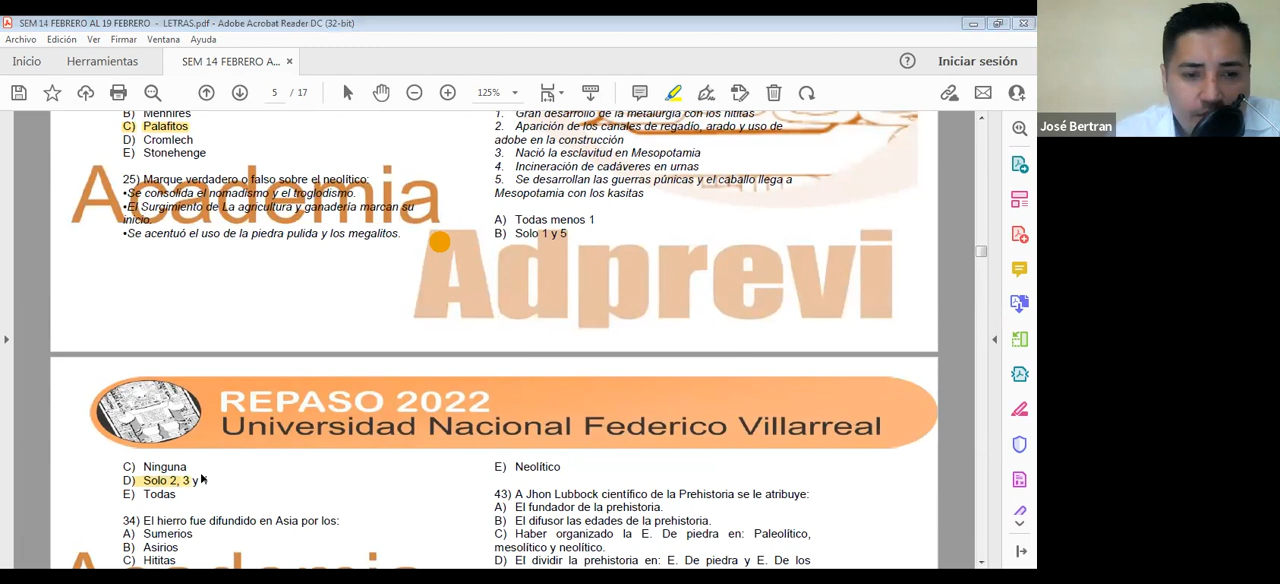 SEM 14 FEBRERO AL 19 FEBRERO - LETRAS.pdf - Adobe Acrobat Reader DC (32-bit)
Archivo Edición Ver Firmar Ventana Ayuda
Inicio Herramientas SEM 14 FEBRERO A... × Iniciar sesión
5 / 17 125%
José Bertran
B) Menhires
C) Palafitos
D) Cromlech
E) Stonehenge
25) Marque verdadero o falso sobre el neolítico:
•Se consolida el nomadismo y el troglodismo.
•El Surgimiento de La agricultura y ganadería marcan su
inicio.
•Se acentuó el uso de la piedra pulida y los megalitos.
1. Gran desarrollo de la metalurgia con los hititas
2. Aparición de los canales de regadío, arado y uso de
adobe en la construcción
3. Nació la esclavitud en Mesopotamia
4. Incineración de cadáveres en urnas
5. Se desarrollan las guerras púnicas y el caballo llega a
Mesopotamia con los kasitas
A) Todas menos 1
B) Solo 1 y 5
Academia
Adprevi
REPASO 2022
Universidad Nacional Federico Villarreal
C) Ninguna
D) Solo 2, 3 y
E) Todas
34) El hierro fue difundido en Asia por los:
A) Sumerios
B) Asirios
C) Hititas
E) Neolítico
43) A Jhon Lubbock científico de la Prehistoria se le atribuye:
A) El fundador de la prehistoria.
B) El difusor las edades de la prehistoria.
C) Haber organizado la E. De piedra en: Paleolítico,
mesolítico y neolítico.
D) El dividir la prehistoria en: E. De piedra y E. De los
Academia